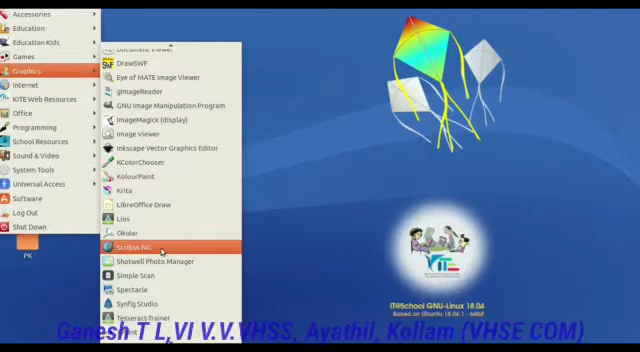 Accessories
Education
Education Kids
Games
Graphics
Internet
KITE Web Resources
Office
Programming
School Resources
Sound & Video
System Tools
Universal Access
Software
Log Out
Shut Down
PK
Document Viewer
DrawSWF
Eye of MATE Image Viewer
gImageReader
GNU Image Manipulation Program
ImageMagick (display)
Image Viewer
Inkscape Vector Graphics Editor
KColorChooser
KolourPaint
Krita
LibreOffice Draw
Lios
Okular
Scribus NG
Shotwell Photo Manager
Simple Scan
Spectacle
Synfig Studio
Tesseract-Trainer
IT@School GNU-Linux 18.04
Based on Ubuntu 18.04.1 - 64bit
Ganesh T L,VI V.V.VHSS, Ayathil, Kollam (VHSE COM)